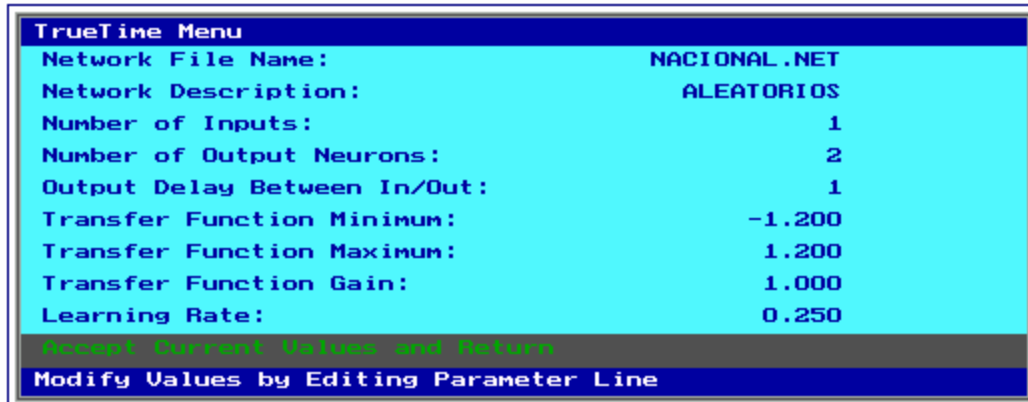 TrueTime Menu
Network File Name: NACIONAL.NET
Network Description: ALEATORIOS
Number of Inputs: 1
Number of Output Neurons: 2
Output Delay Between In/Out: 1
Transfer Function Minimum: -1.200
Transfer Function Maximum: 1.200
Transfer Function Gain: 1.000
Learning Rate: 0.250
Accept Current Values and Return
Modify Values by Editing Parameter Line